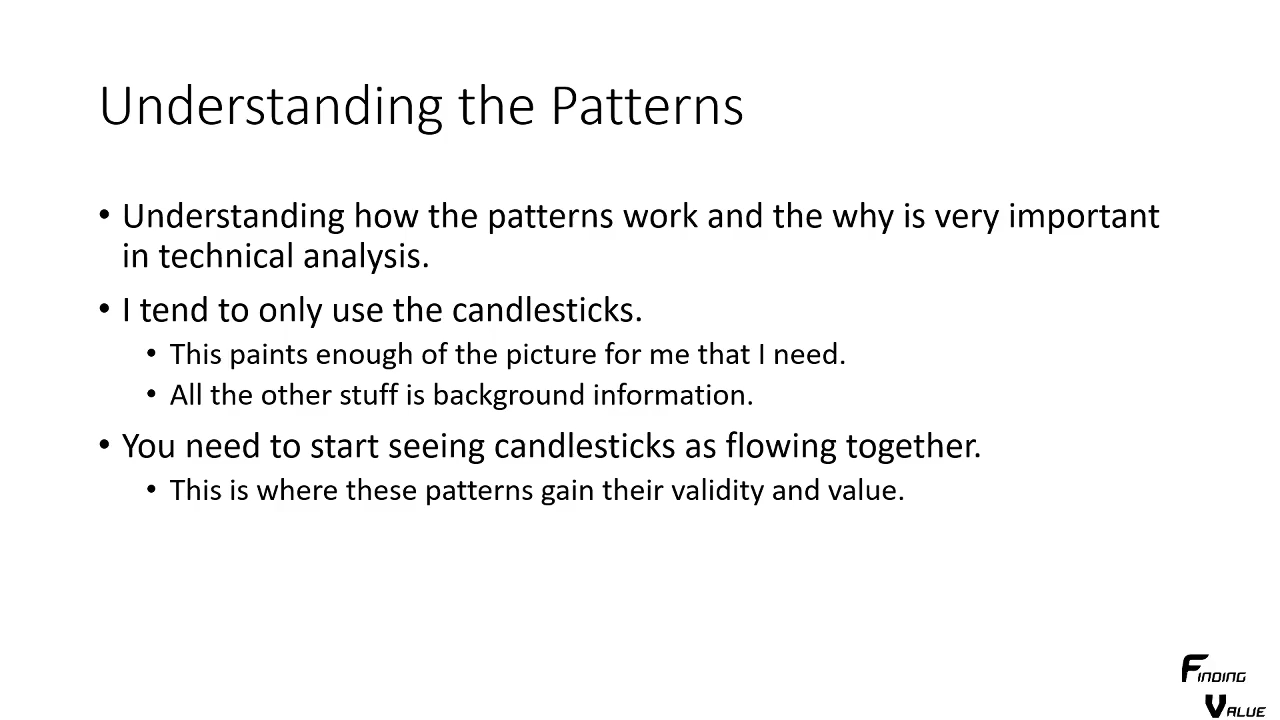 Understanding the Patterns
• Understanding how the patterns work and the why is very important
in technical analysis.
• I tend to only use the candlesticks.
• This paints enough of the picture for me that I need.
• All the other stuff is background information.
• You need to start seeing candlesticks as flowing together.
• This is where these patterns gain their validity and value.
Finding
Value